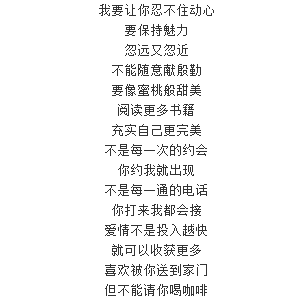 我要让你忍不住动心
要保持魅力
忽远又忽近
不能随意献殷勤
要像蜜桃般甜美
阅读更多书籍
充实自己更完美
不是每一次的约会
你约我就出现
不是每一通的电话
你打来我都会接
爱情不是投入越快
就可以收获更多
喜欢被你送到家门
但不能请你喝咖啡